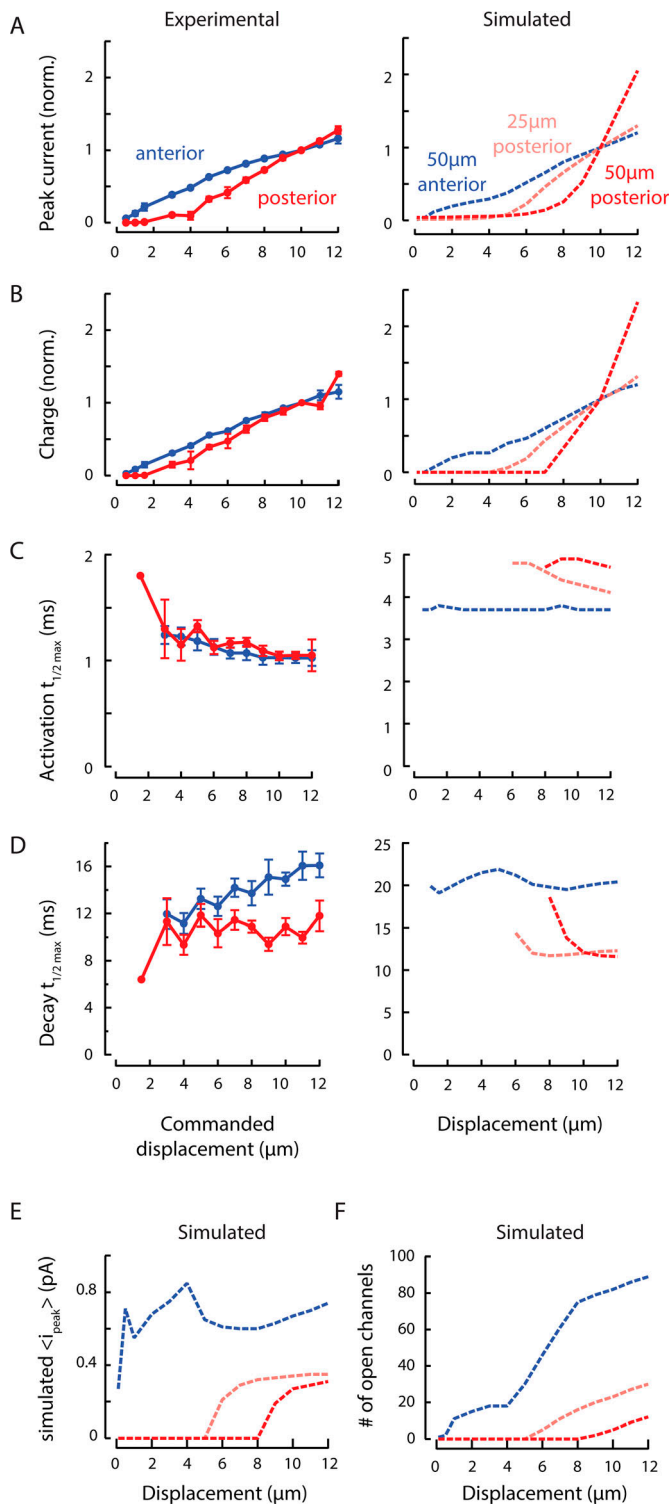 Experimental
Simulated
A
Peak current (norm.)
2
1
0
anterior
posterior
0 2 4 6 8 10 12
2
1
0
50μm
anterior
25μm
posterior
50μm
posterior
0 2 4 6 8 10 12
B
Charge (norm.)
2
1
0
0 2 4 6 8 10 12
2
1
0
0 2 4 6 8 10 12
C
Activation t1/2 max (ms)
2
1
0
0 2 4 6 8 10 12
5
4
3
2
1
0
0 2 4 6 8 10 12
D
Decay t1/2 max (ms)
16
12
8
4
0
0 2 4 6 8 10 12
Commanded
displacement (μm)
25
20
15
10
5
0
0 2 4 6 8 10 12
Displacement (μm)
E
Simulated
simulated <ipeak> (pA)
0.8
0.4
0
0 2 4 6 8 10 12
Displacement (μm)
F
Simulated
# of open channels
100
80
60
40
20
0
0 2 4 6 8 10 12
Displacement (μm)